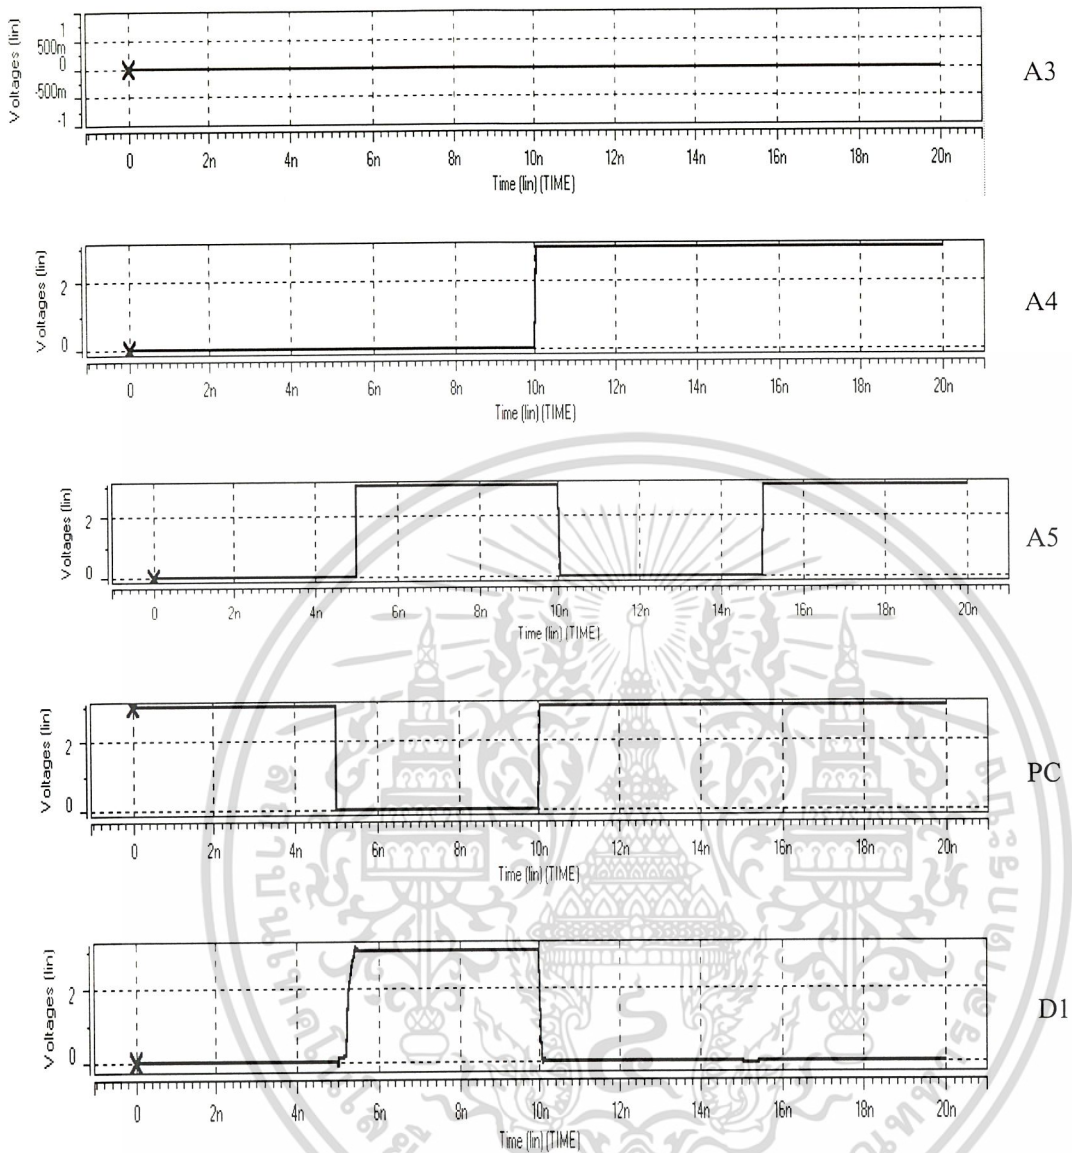 Voltages (lin)
1
500m
0
-500m
-1
0 2n 4n 6n 8n 10n 12n 14n 16n 18n 20n
Time (lin) (TIME)
A3
Voltages (lin)
2
0
0 2n 4n 6n 8n 10n 12n 14n 16n 18n 20n
Time (lin) (TIME)
A4
Voltages (lin)
2
0
0 2n 4n 6n 8n 10n 12n 14n 16n 18n 20n
Time (lin) (TIME)
A5
Voltages (lin)
2
0
0 2n 4n 6n 8n 10n 12n 14n 16n 18n 20n
Time (lin) (TIME)
PC
Voltages (lin)
2
0
0 2n 4n 6n 8n 10n 12n 14n 16n 18n 20n
Time (lin) (TIME)
D1